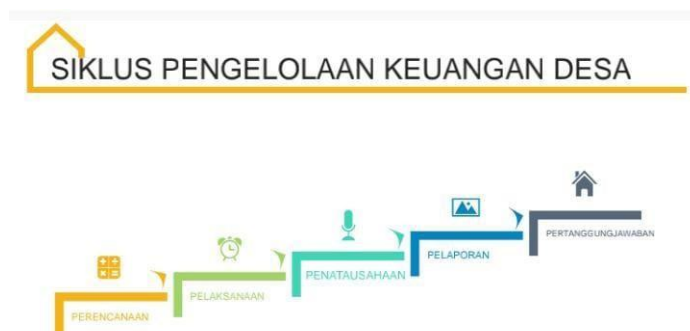 SIKLUS PENGELOLAAN KEUANGAN DESA
PERENCANAAN
PELAKSANAAN
PENATAUSAHAAN
PELAPORAN
PERTANGGUNGJAWABAN